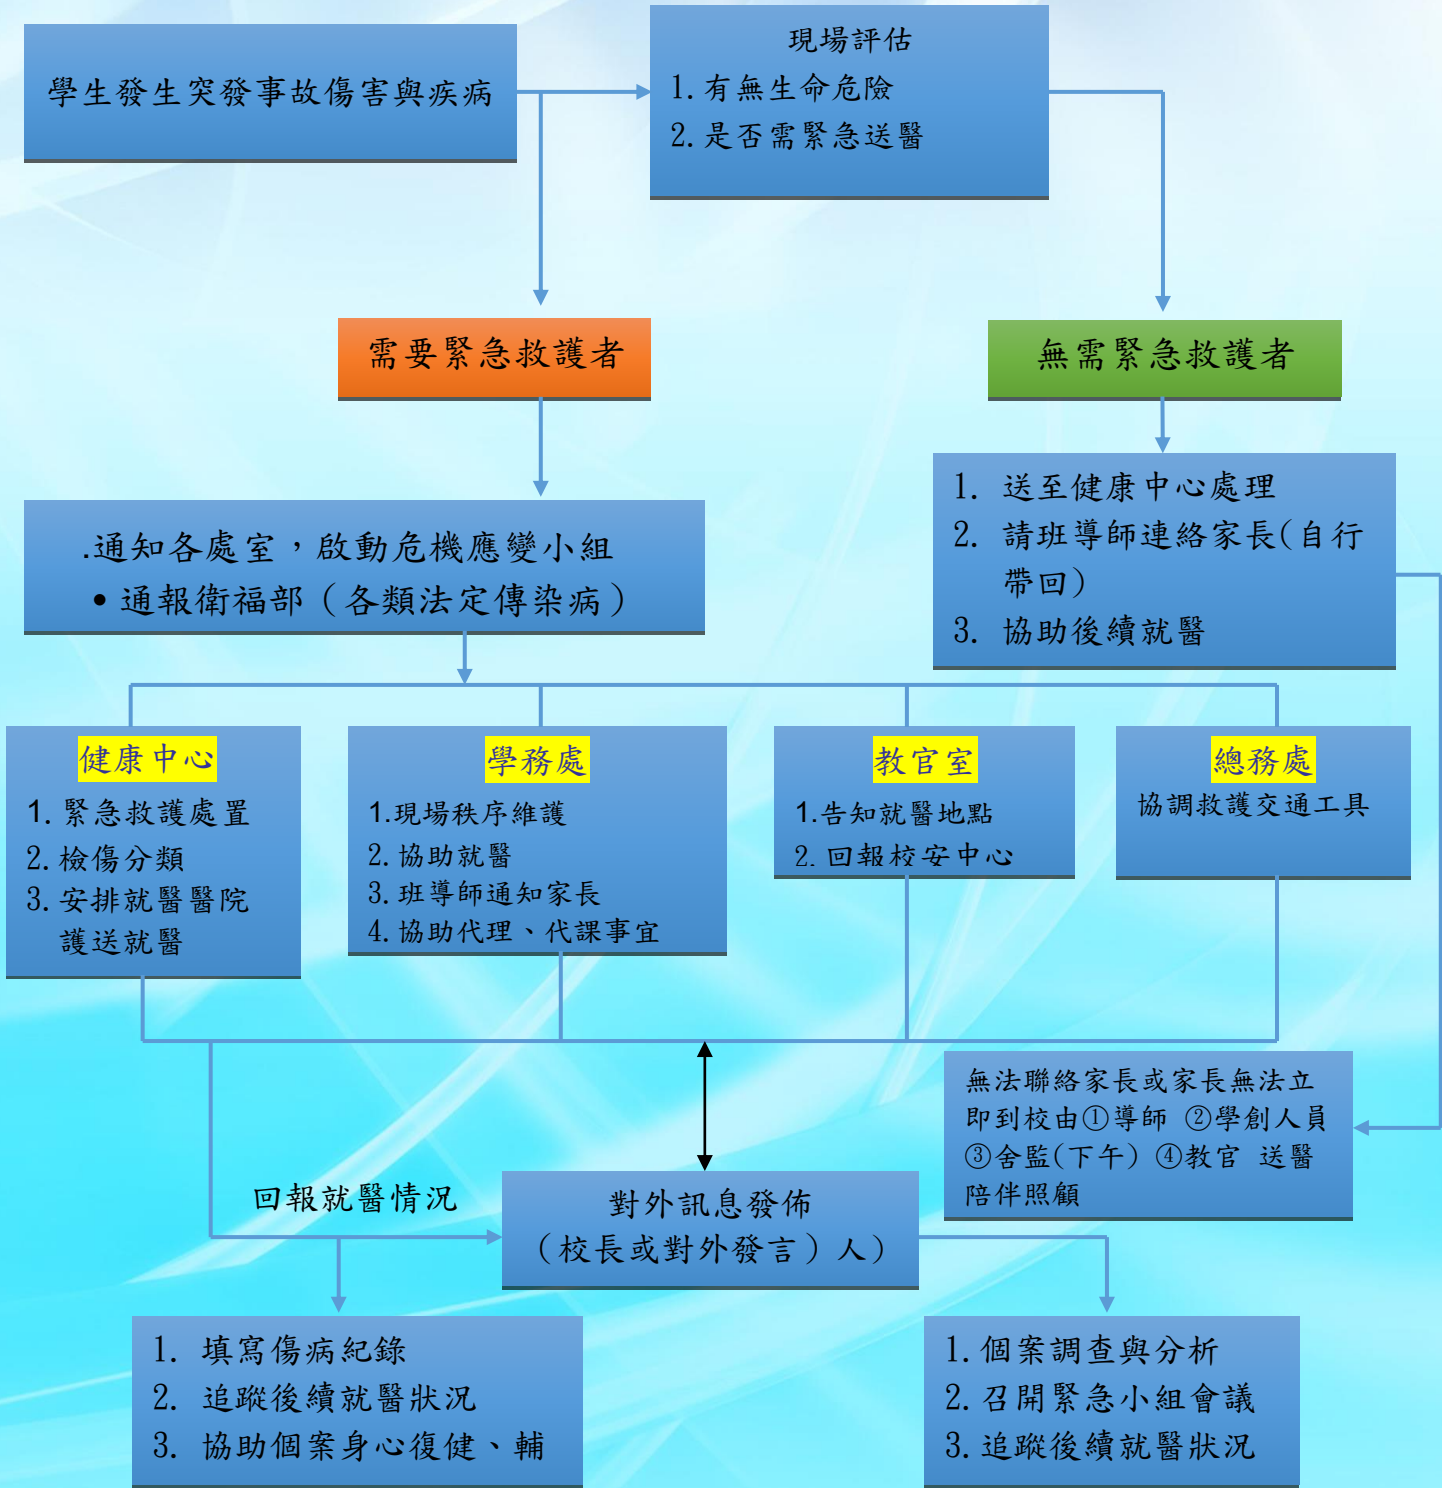 學生發生突發事故傷害與疾病
現場評估
1.有無生命危險
2.是否需緊急送醫
需要緊急救護者
無需緊急救護者
.通知各處室，啟動危機應變小組
•通報衛福部（各類法定傳染病）
1. 送至健康中心處理
2. 請班導師連絡家長(自行
帶回)
3. 協助後續就醫
健康中心
1.緊急救護處置
2.檢傷分類
3.安排就醫醫院
護送就醫
學務處
1.現場秩序維護
2.協助就醫
3.班導師通知家長
4.協助代理、代課事宜
教官室
1.告知就醫地點
2.回報校安中心
總務處
協調救護交通工具
無法聯絡家長或家長無法立
即到校由①導師 ②學創人員
③舍監(下午) ④教官 送醫
陪伴照顧
回報就醫情況
對外訊息發佈
（校長或對外發言）人)
1. 填寫傷病紀錄
2. 追蹤後續就醫狀況
3. 協助個案身心復健、輔
1.個案調查與分析
2.召開緊急小組會議
3.追蹤後續就醫狀況